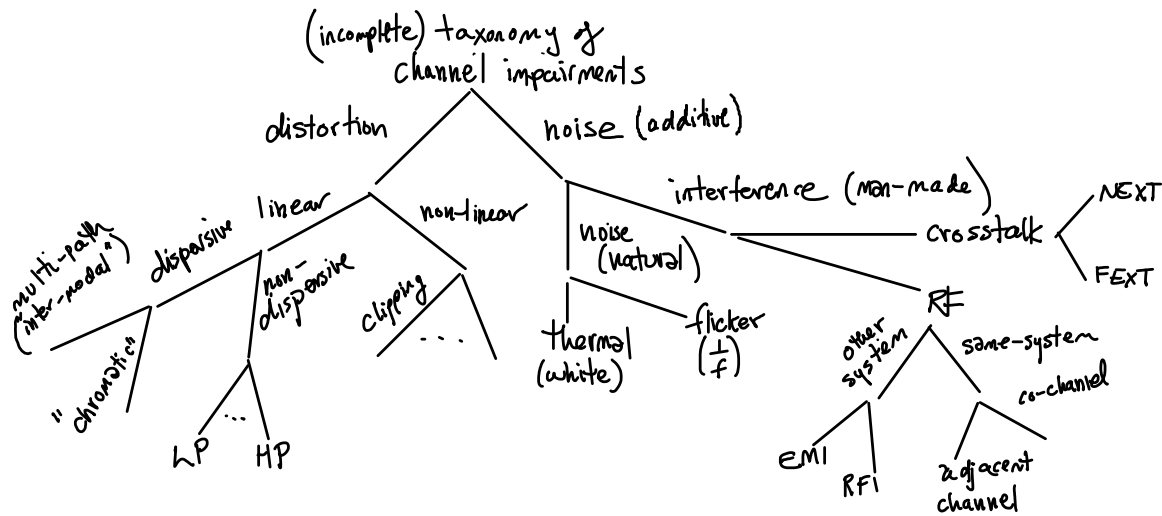 (incomplete) taxonomy of
channel impairments
distortion
noise (additive)
linear
non-linear
interference (man-made)
NEXT
crosstalk
FEXT
multi-path
("inter-modal")
dispersive
"chromatic"
non-
dispersive
LP
...
HP
clipping
...
noise
(natural)
thermal
(white)
flicker
(1/f)
RF
other
system
same-system
co-channel
EMI
RFI
adjacent
channel